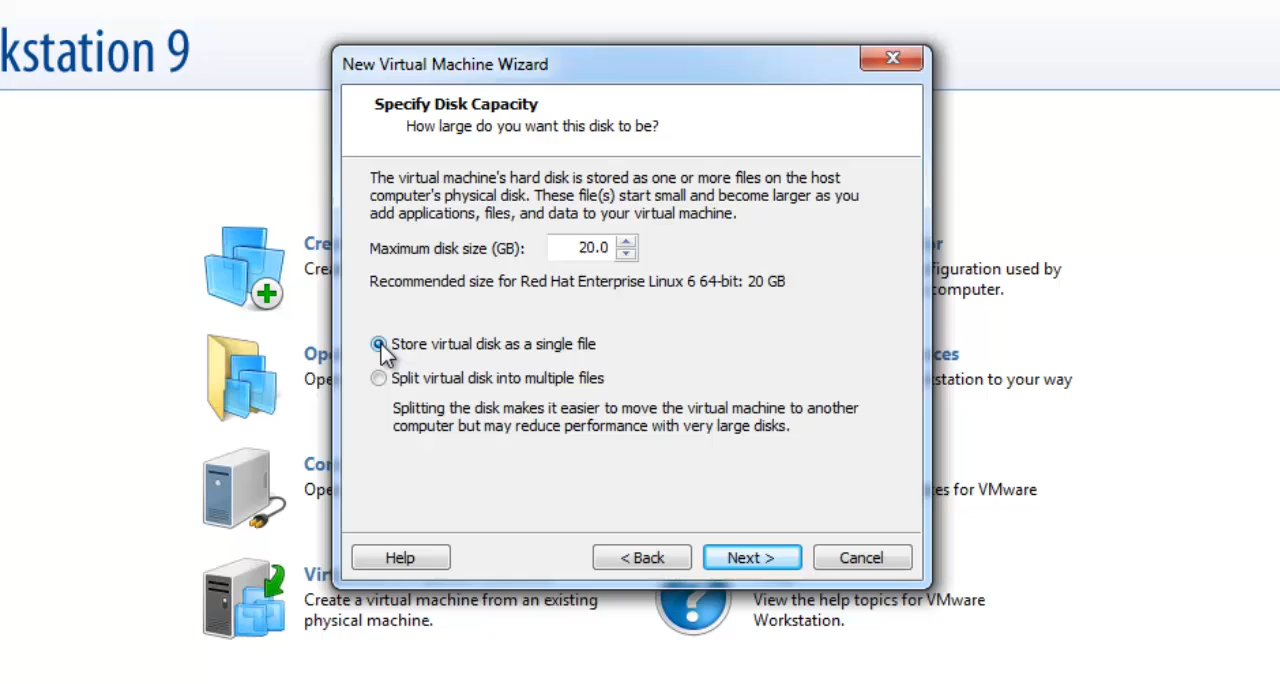 kstation 9
New Virtual Machine Wizard
Specify Disk Capacity
How large do you want this disk to be?
The virtual machine's hard disk is stored as one or more files on the host
computer's physical disk. These file(s) start small and become larger as you
add applications, files, and data to your virtual machine.
Maximum disk size (GB): 20.0
Recommended size for Red Hat Enterprise Linux 6 64-bit: 20 GB
Store virtual disk as a single file
Split virtual disk into multiple files
Splitting the disk makes it easier to move the virtual machine to another
computer but may reduce performance with very large disks.
Help
< Back
Next >
Cancel
Cre
Crea
Ope
Ope
Con
Ope
Virt
Create a virtual machine from an existing
physical machine.
or
figuration used by
computer.
ces
station to your way
es for VMware
View the help topics for VMware
Workstation.